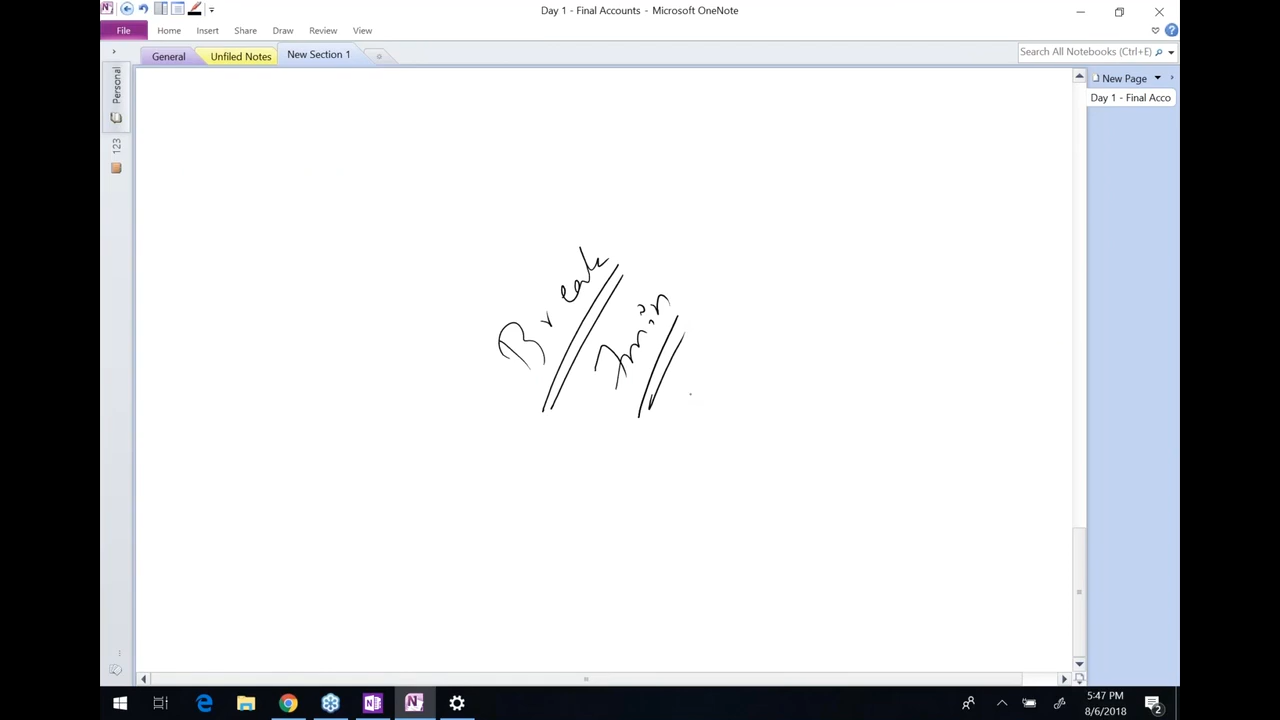 Day 1 - Final Accounts - Microsoft OneNote
File Home Insert Share Draw Review View
General Unfiled Notes New Section 1
Search All Notebooks (Ctrl+E)
New Page
Day 1 - Final Acco
Personal
123
Break
7min
5:47 PM
8/6/2018
2